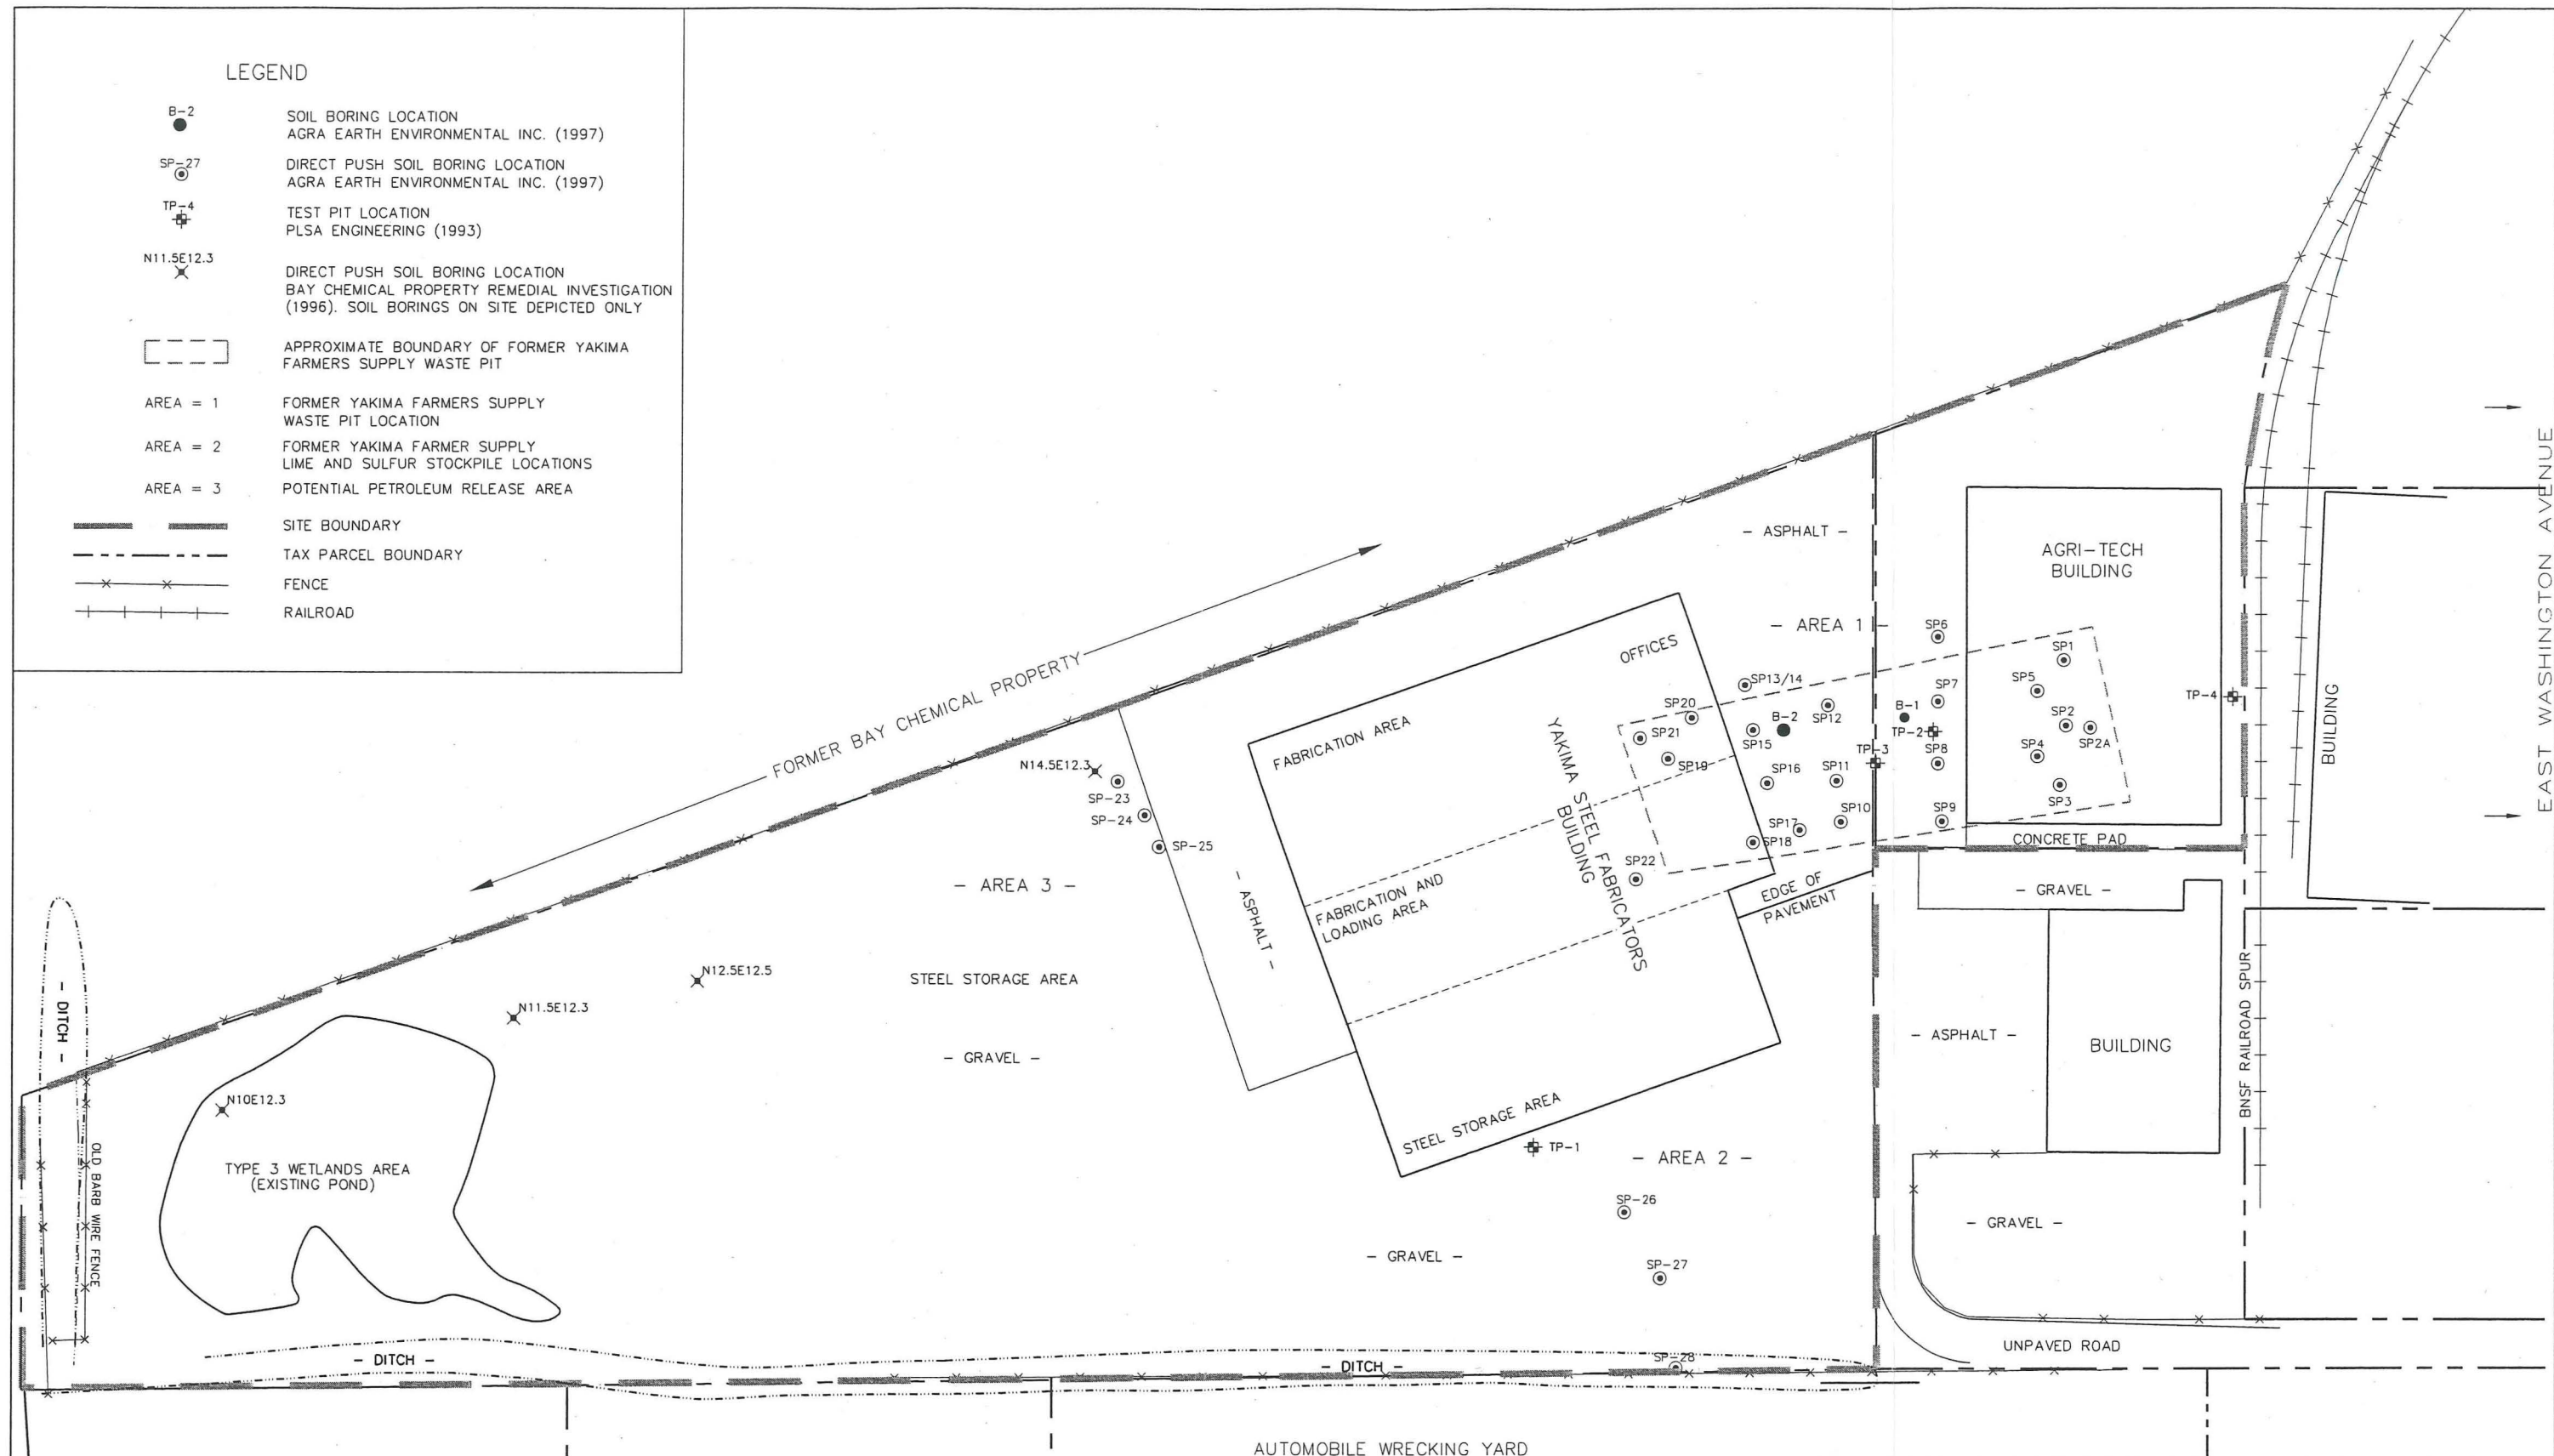 LEGEND
B-2
SOIL BORING LOCATION
AGRA EARTH ENVIRONMENTAL INC. (1997)
SP-27
DIRECT PUSH SOIL BORING LOCATION
AGRA EARTH ENVIRONMENTAL INC. (1997)
TP-4
TEST PIT LOCATION
PLSA ENGINEERING (1993)
N11.5E12.3
DIRECT PUSH SOIL BORING LOCATION
BAY CHEMICAL PROPERTY REMEDIAL INVESTIGATION
(1996). SOIL BORINGS ON SITE DEPICTED ONLY
APPROXIMATE BOUNDARY OF FORMER YAKIMA
FARMERS SUPPLY WASTE PIT
AREA = 1
FORMER YAKIMA FARMERS SUPPLY
WASTE PIT LOCATION
AREA = 2
FORMER YAKIMA FARMER SUPPLY
LIME AND SULFUR STOCKPILE LOCATIONS
AREA = 3
POTENTIAL PETROLEUM RELEASE AREA
SITE BOUNDARY
TAX PARCEL BOUNDARY
FENCE
RAILROAD
FORMER BAY CHEMICAL PROPERTY
- ASPHALT -
- AREA 1 -
AGRI-TECH
BUILDING
EAST WASHINGTON AVENUE
BUILDING
SP6
SP1
SP5
SP7
SP2
SP2A
SP4
SP3
SP8
SP9
TP-4
B-1
TP-2
TP-3
SP13/14
SP12
SP20
B-2
SP15
SP21
SP19
SP16
SP11
SP10
SP17
SP18
SP22
OFFICES
FABRICATION AREA
YAKIMA STEEL FABRICATORS
BUILDING
FABRICATION AND
LOADING AREA
STEEL STORAGE AREA
EDGE OF
PAVEMENT
CONCRETE PAD
- GRAVEL -
N14.5E12.3
SP-23
SP-24
SP-25
- AREA 3 -
- ASPHALT -
STEEL STORAGE AREA
- GRAVEL -
N12.5E12.5
N11.5E12.3
N10E12.3
- DITCH -
OLD BARB WIRE FENCE
TYPE 3 WETLANDS AREA
(EXISTING POND)
- ASPHALT -
BUILDING
BNSF RAILROAD SPUR
TP-1
- AREA 2 -
SP-26
- GRAVEL -
SP-27
- GRAVEL -
UNPAVED ROAD
SP-28
- DITCH -
- DITCH -
AUTOMOBILE WRECKING YARD